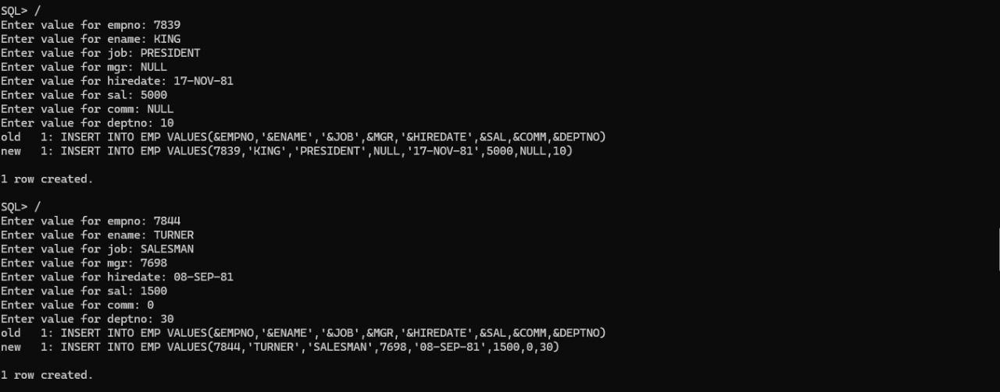 SQL> /
Enter value for empno: 7839
Enter value for ename: KING
Enter value for job: PRESIDENT
Enter value for mgr: NULL
Enter value for hiredate: 17-NOV-81
Enter value for sal: 5000
Enter value for comm: NULL
Enter value for deptno: 10
old   1: INSERT INTO EMP VALUES(&EMPNO,'&ENAME','&JOB',&MGR,'&HIREDATE',&SAL,&COMM,&DEPTNO)
new   1: INSERT INTO EMP VALUES(7839,'KING','PRESIDENT',NULL,'17-NOV-81',5000,NULL,10)
1 row created.
SQL> /
Enter value for empno: 7844
Enter value for ename: TURNER
Enter value for job: SALESMAN
Enter value for mgr: 7698
Enter value for hiredate: 08-SEP-81
Enter value for sal: 1500
Enter value for comm: 0
Enter value for deptno: 30
old   1: INSERT INTO EMP VALUES(&EMPNO,'&ENAME','&JOB',&MGR,'&HIREDATE',&SAL,&COMM,&DEPTNO)
new   1: INSERT INTO EMP VALUES(7844,'TURNER','SALESMAN',7698,'08-SEP-81',1500,0,30)
1 row created.